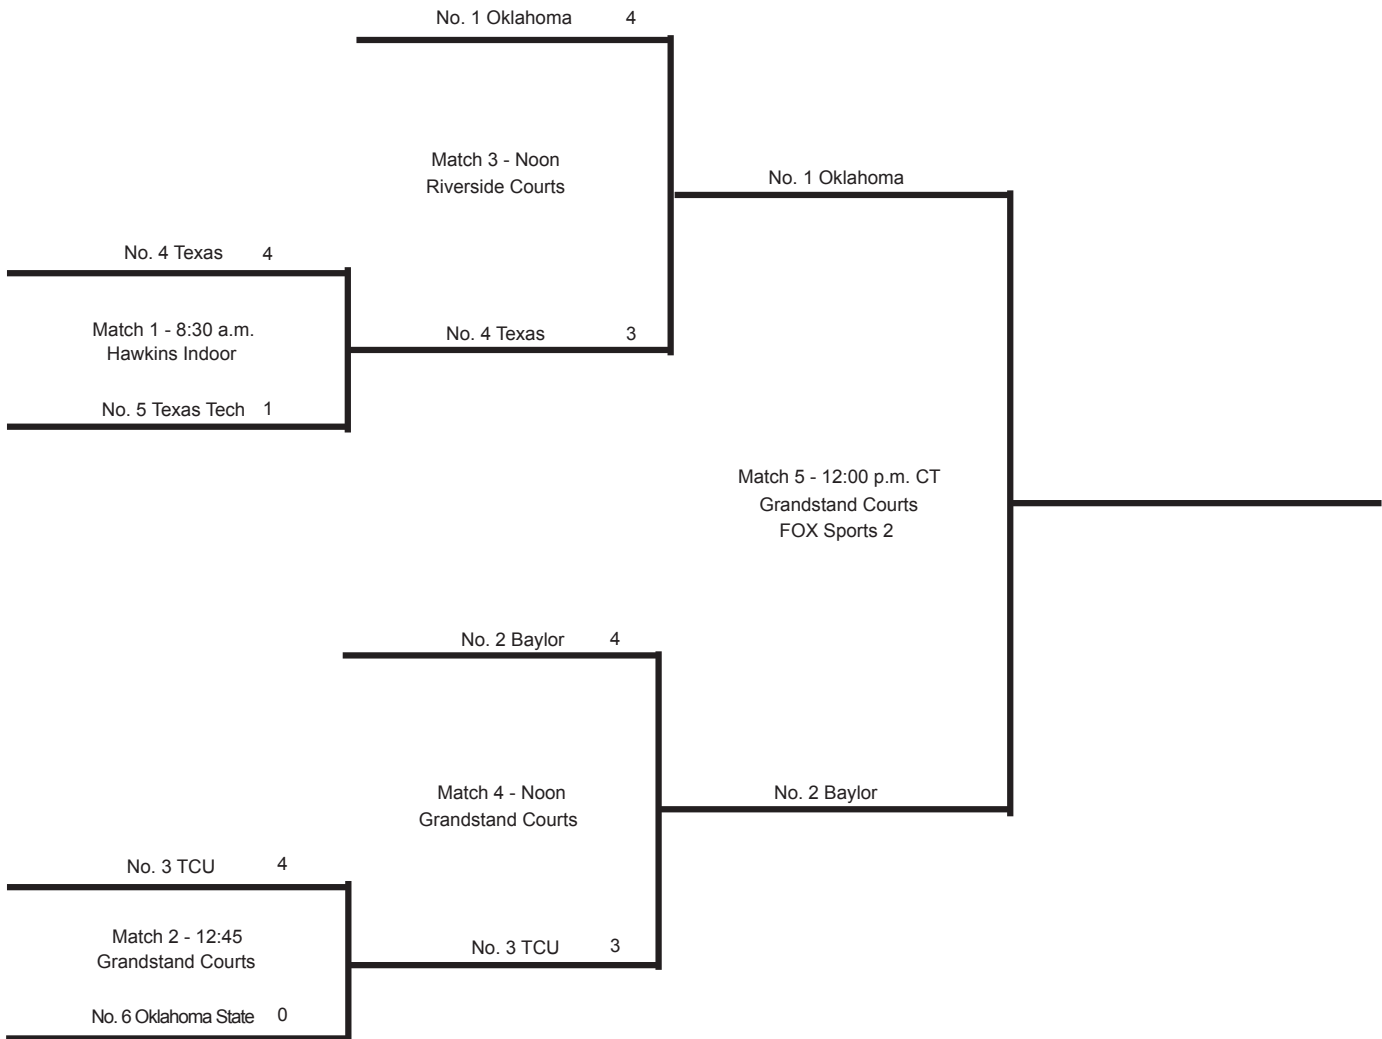 No. 1 Oklahoma 4
Match 3 - Noon
Riverside Courts
No. 1 Oklahoma
No. 4 Texas 4
Match 1 - 8:30 a.m.
Hawkins Indoor
No. 4 Texas 3
No. 5 Texas Tech 1
Match 5 - 12:00 p.m. CT
Grandstand Courts
FOX Sports 2
No. 2 Baylor 4
Match 4 - Noon
Grandstand Courts
No. 2 Baylor
No. 3 TCU 4
Match 2 - 12:45
Grandstand Courts
No. 3 TCU 3
No. 6 Oklahoma State 0